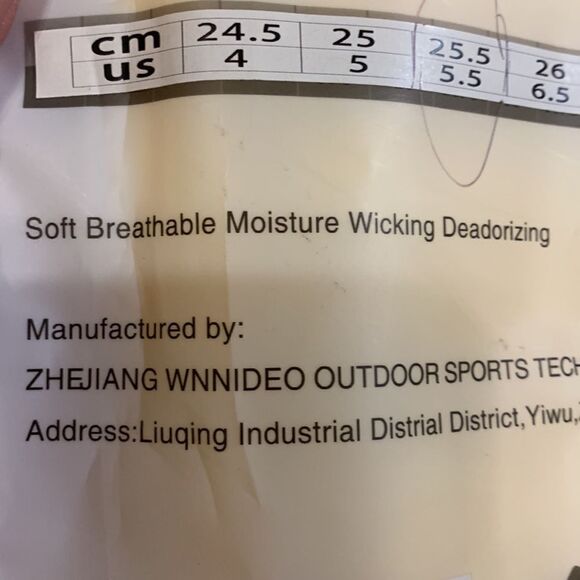 cm 24.5 25 25.5 26
us 4 5 5.5 6.5
Soft Breathable Moisture Wicking Deadorizing
Manufactured by:
ZHEJIANG WNNIDEO OUTDOOR SPORTS TECH
Address:Liuqing Industrial Distrial District,Yiwu,